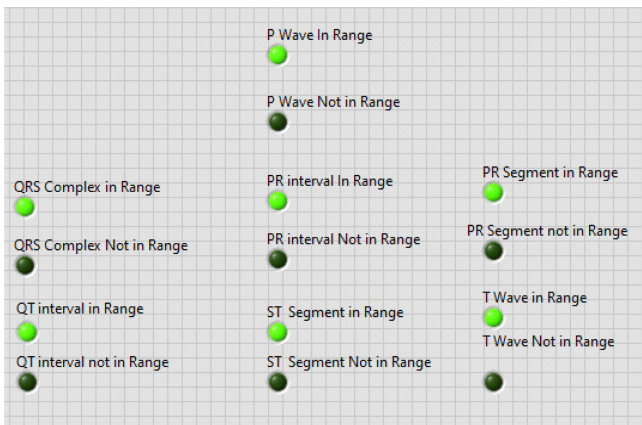 P Wave In Range
P Wave Not in Range
QRS Complex in Range
PR interval In Range
PR Segment in Range
QRS Complex Not in Range
PR interval Not in Range
PR Segment not in Range
QT interval in Range
ST Segment in Range
T Wave in Range
QT interval not in Range
ST Segment Not in Range
T Wave Not in Range